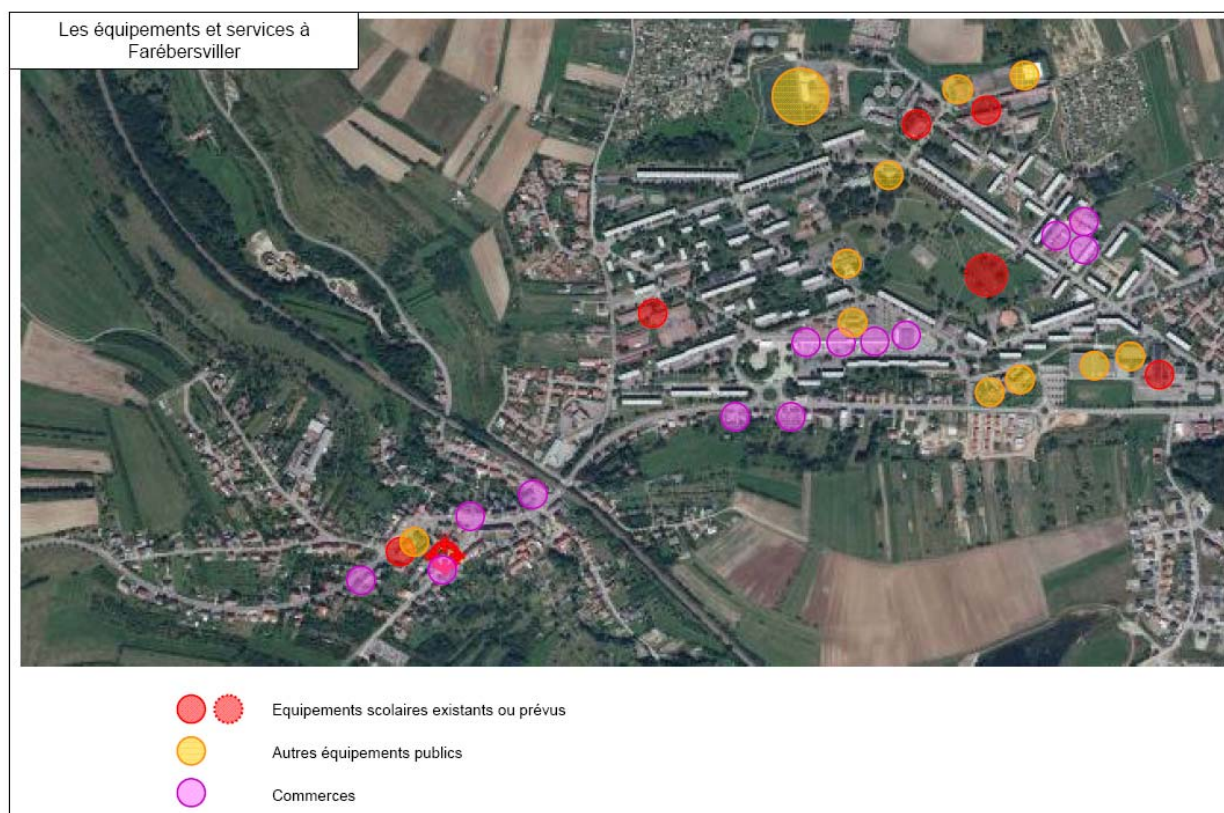 Les équipements et services à
Farébersviller
Equipements scolaires existants ou prévus
Autres équipements publics
Commerces